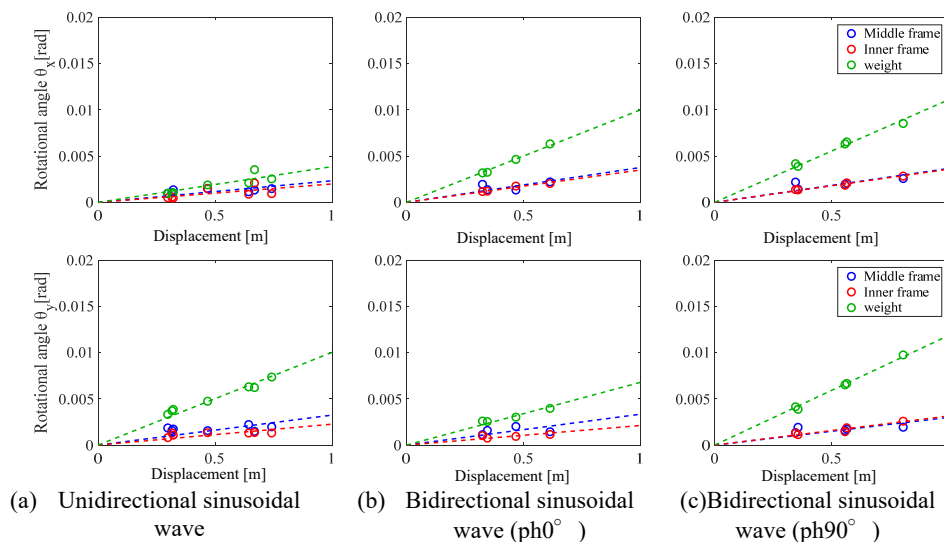 0.02
0.015
0.01
0.005
0
Rotational angle θx[rad]
0
0.5
1
Displacement [m]
0.02
0.015
0.01
0.005
0
0
0.5
1
Displacement [m]
0.02
0.015
0.01
0.005
0
0
0.5
Displacement [m]
Middle frame
Inner frame
weight
0.02
0.015
0.01
0.005
0
Rotational angle θy[rad]
0
0.5
1
Displacement [m]
0.02
0.015
0.01
0.005
0
0
0.5
1
Displacement [m]
0.02
0.015
0.01
0.005
0
0
0.5
Displacement [m]
Middle frame
Inner frame
weight
(a) Unidirectional sinusoidal
wave
(b) Bidirectional sinusoidal
wave (ph0° )
(c)Bidirectional sinusoidal
wave (ph90° )